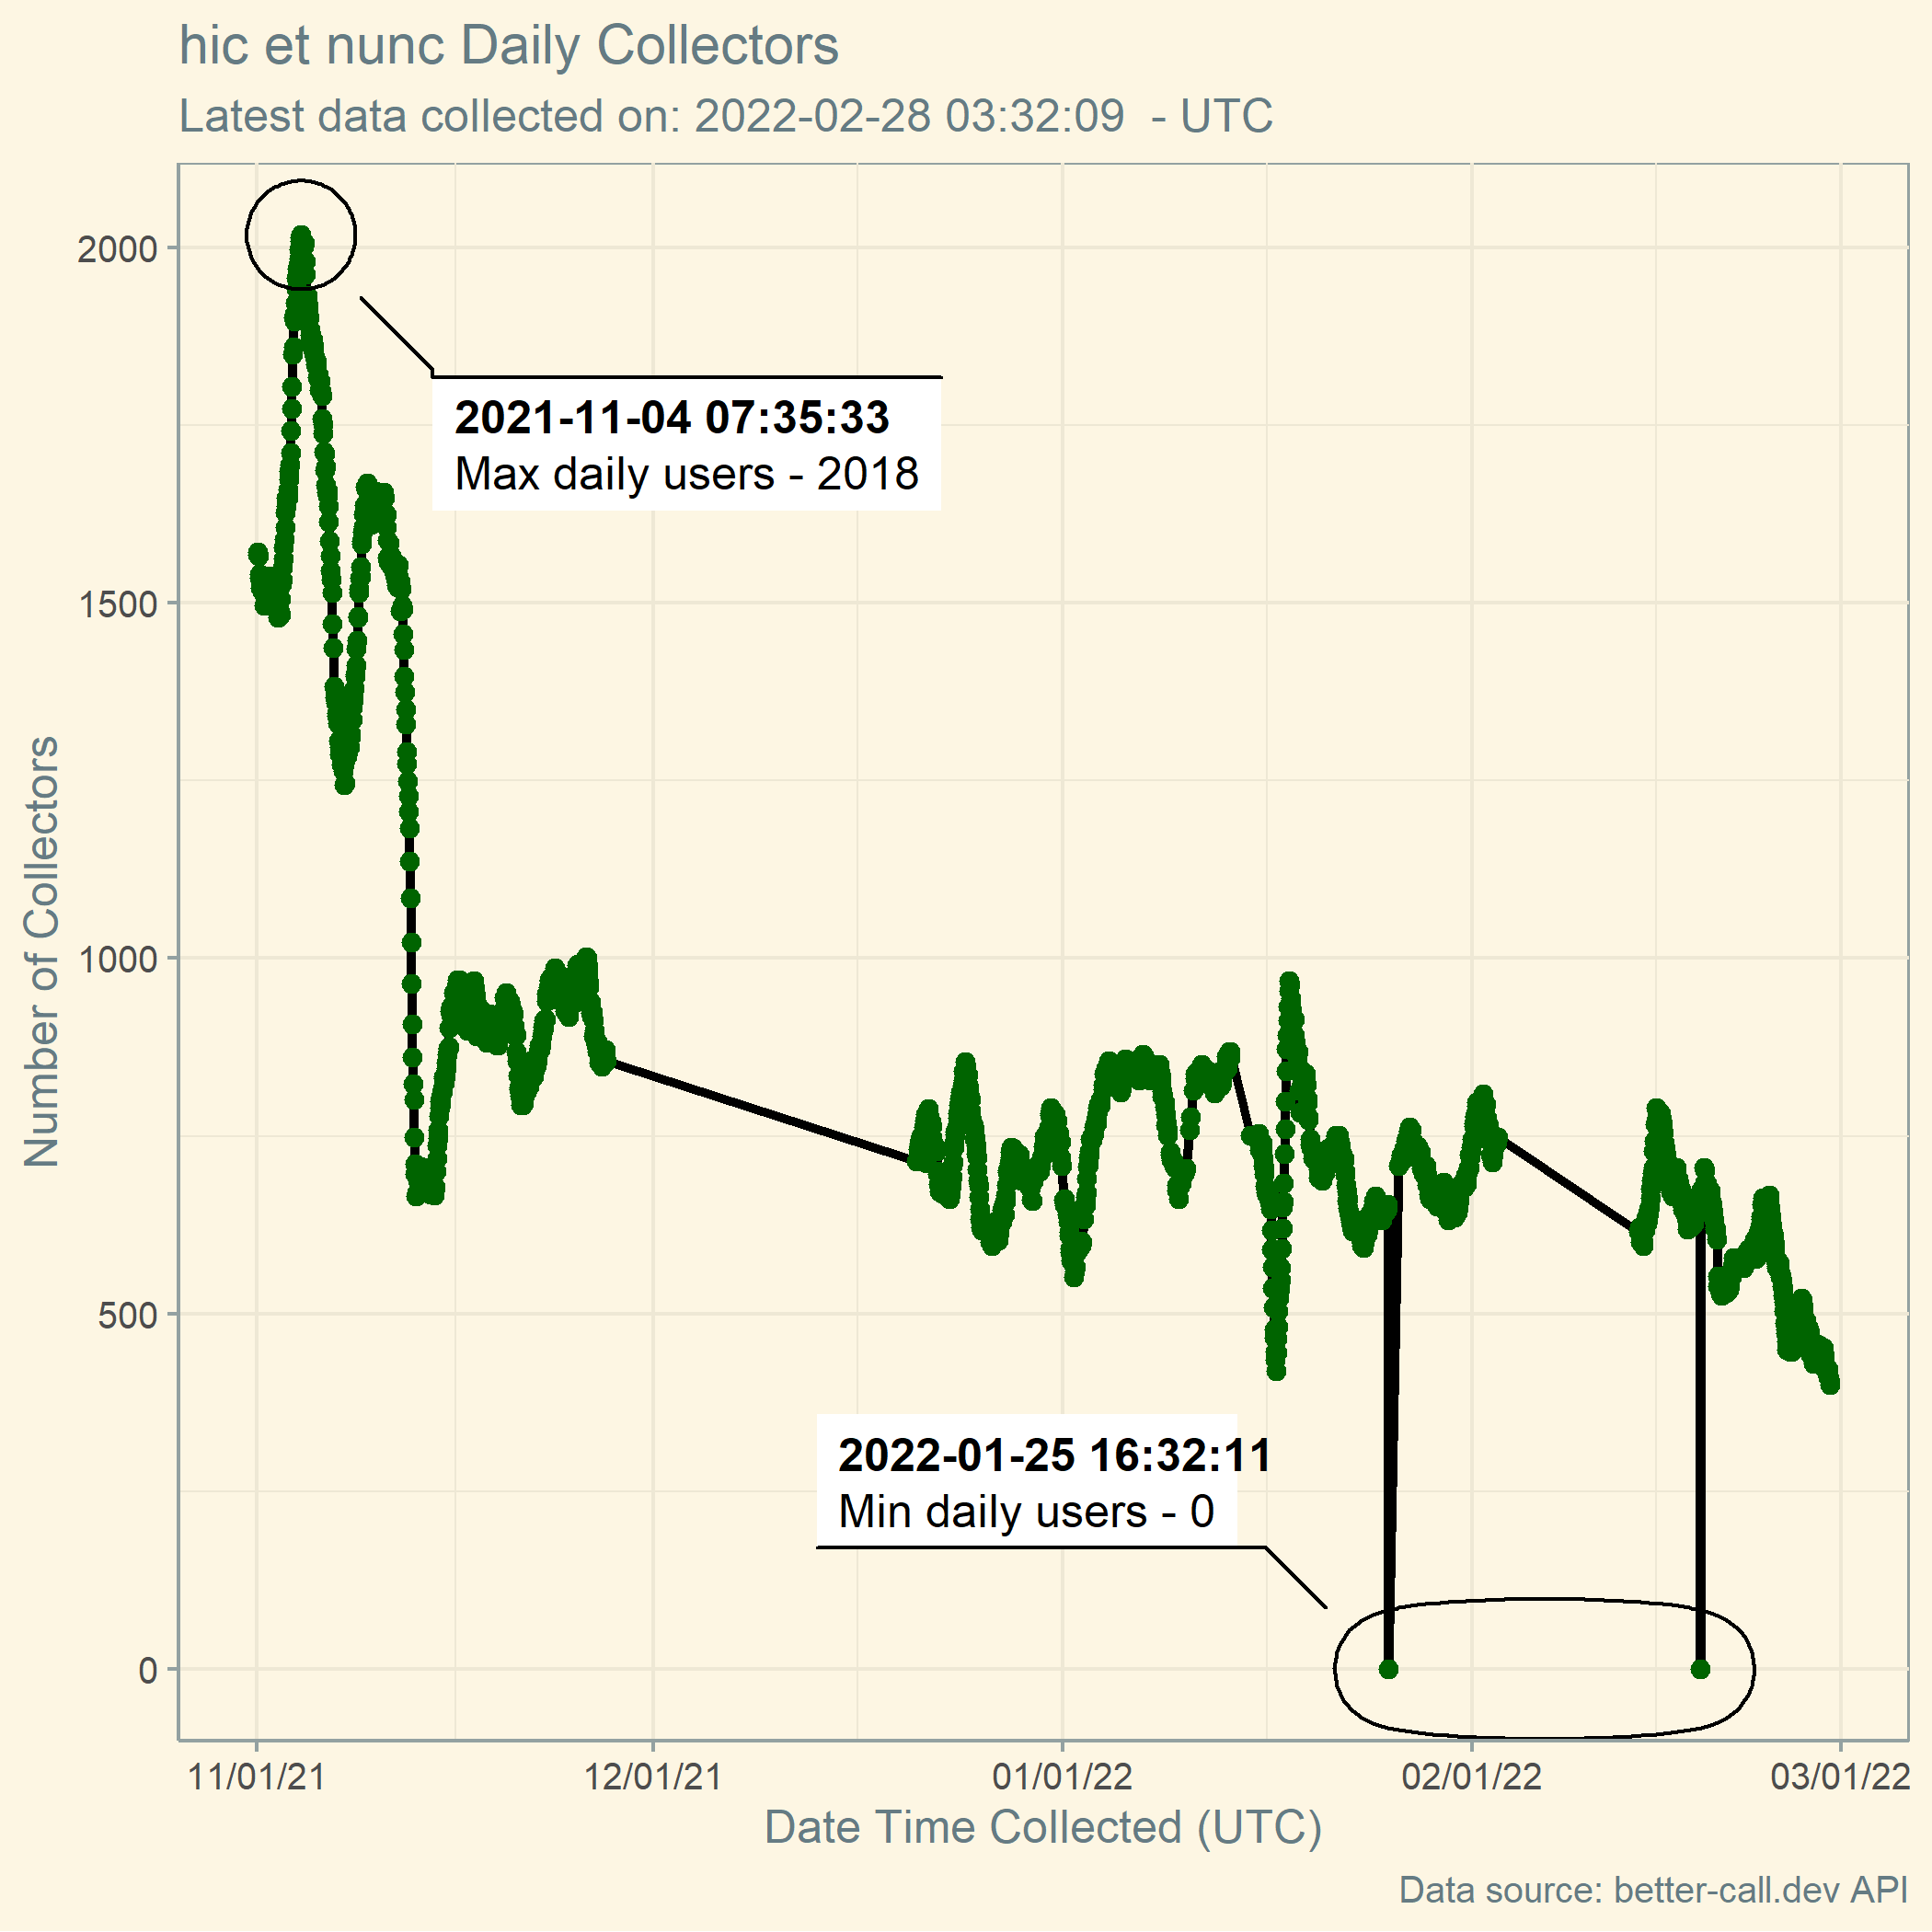 hic et nunc Daily Collectors
Latest data collected on: 2022-02-28 03:32:09  - UTC
Number of Collectors
2000
1500
1000
500
0
2021-11-04 07:35:33
Max daily users - 2018
2022-01-25 16:32:11
Min daily users - 0
11/01/21 12/01/21 01/01/22 02/01/22 03/01/22
Date Time Collected (UTC)
Data source: better-call.dev API